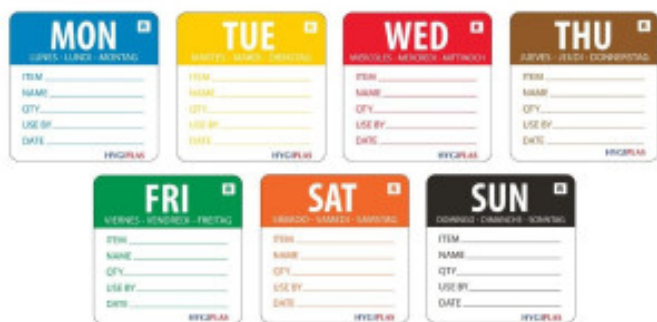 MON
LUNES - LUNDI - MONTAG
ITEM
NAME
QTY
USE BY
DATE
HYGIPLAS
TUE
MARTES - MARDI - DIENSTAG
ITEM
NAME
QTY
USE BY
DATE
HYGIPLAS
WED
MIERCOLES - MERCREDI - MITTWOCH
ITEM
NAME
QTY
USE BY
DATE
HYGIPLAS
THU
JUEVES - JEUDI - DONNERSTAG
ITEM
NAME
QTY
USE BY
DATE
HYGIPLAS
FRI
VIERNES - VENDREDI - FREITAG
ITEM
NAME
QTY
USE BY
DATE
HYGIPLAS
SAT
SABADO - SAMEDI - SAMSTAG
ITEM
NAME
QTY
USE BY
DATE
HYGIPLAS
SUN
DOMINGO - DIMANCHE - SONNTAG
ITEM
NAME
QTY
USE BY
DATE
HYGIPLAS